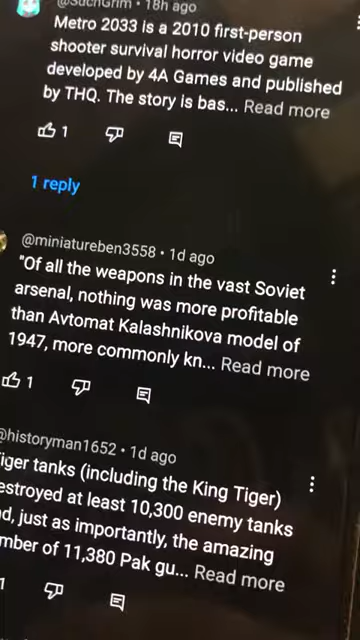 @SuchGrim • 18h ago
Metro 2033 is a 2010 first-person
shooter survival horror video game
developed by 4A Games and published
by THQ. The story is bas... Read more
1
1 reply
@miniatureben3558 • 1d ago
"Of all the weapons in the vast Soviet
arsenal, nothing was more profitable
than Avtomat Kalashnikova model of
1947, more commonly kn... Read more
1
@historyman1652 • 1d ago
iger tanks (including the King Tiger)
estroyed at least 10,300 enemy tanks
d, just as importantly, the amazing
mber of 11,380 Pak gu... Read more
1